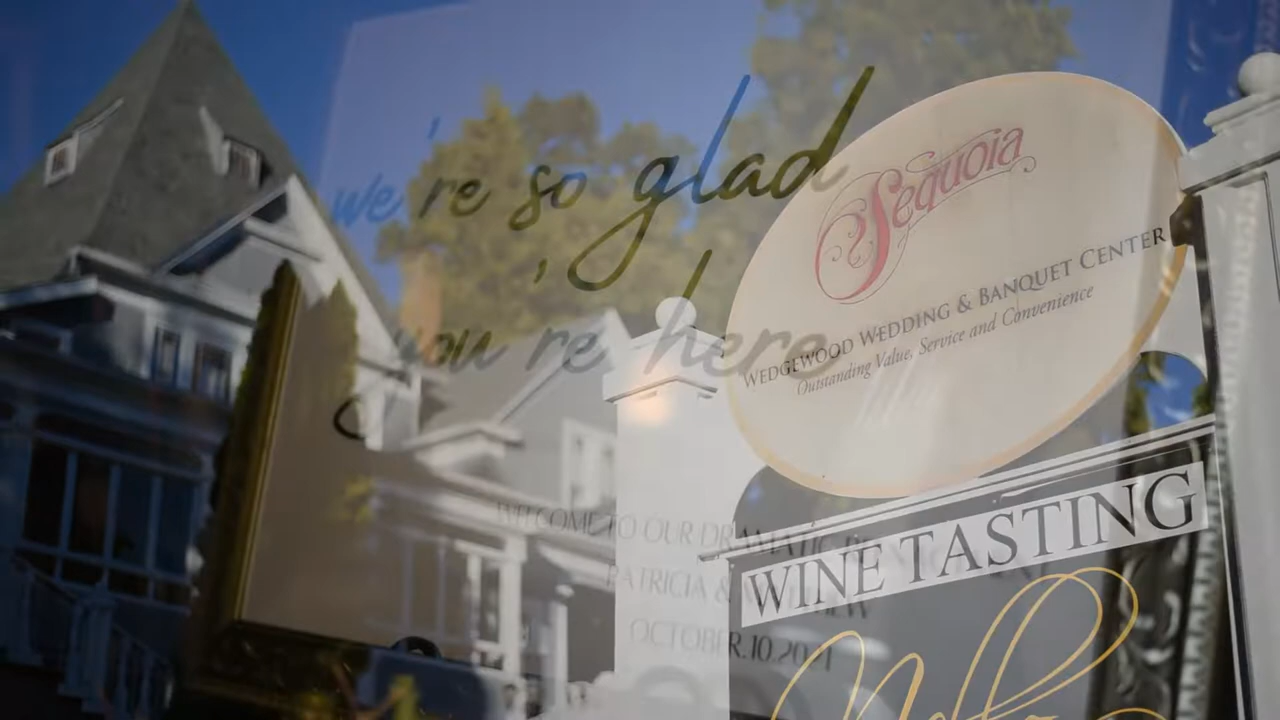 we're so glad
you're here
Sequoia
WEDGEWOOD WEDDING & BANQUET CENTER
Outstanding Value, Service and Convenience
WELCOME TO OUR DRAMATIC
PATRICIA &
OCTOBER.10.2021
WINE TASTING